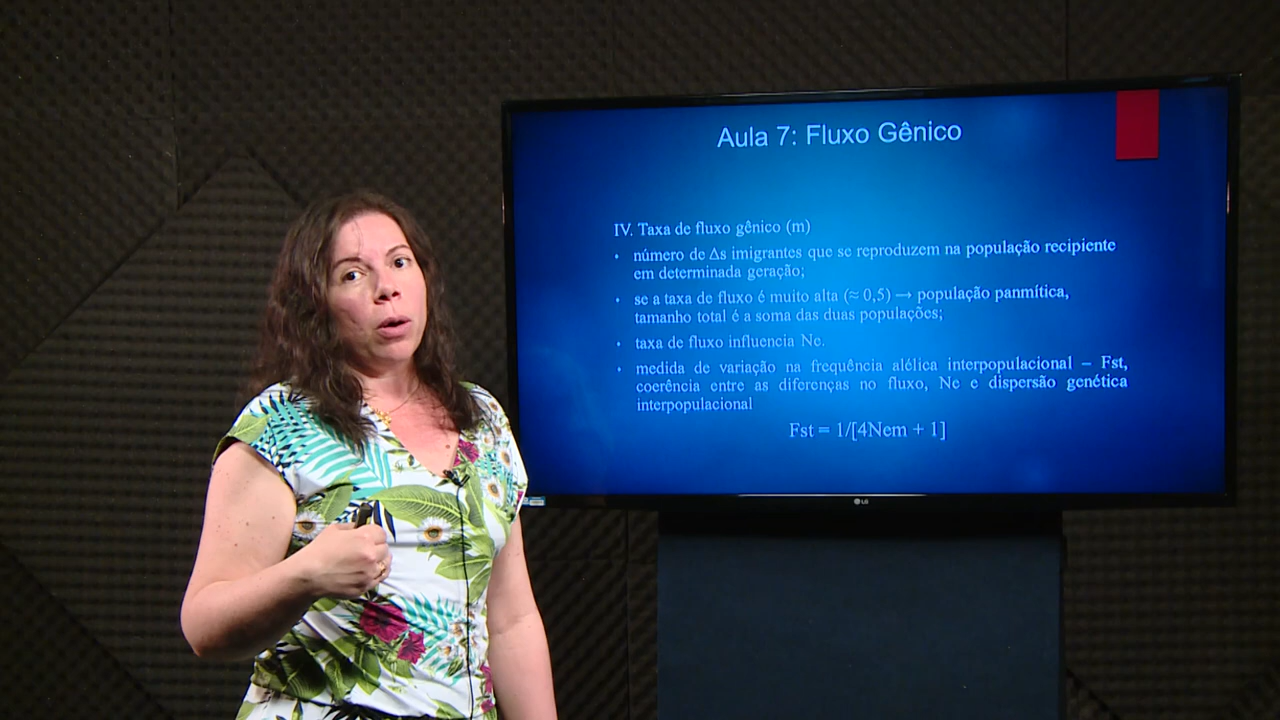 Aula 7: Fluxo Gênico
IV. Taxa de fluxo gênico (m)
• número de Δs imigrantes que se reproduzem na população recipiente
em determinada geração;
• se a taxa de fluxo é muito alta (≈ 0,5) → população panmítica,
tamanho total é a soma das duas populações;
• taxa de fluxo influencia Ne.
• medida de variação na frequência alélica interpopulacional – Fst,
coerência entre as diferenças no fluxo, Ne e dispersão genética
interpopulacional
Fst = 1/[4Nem + 1]
LG